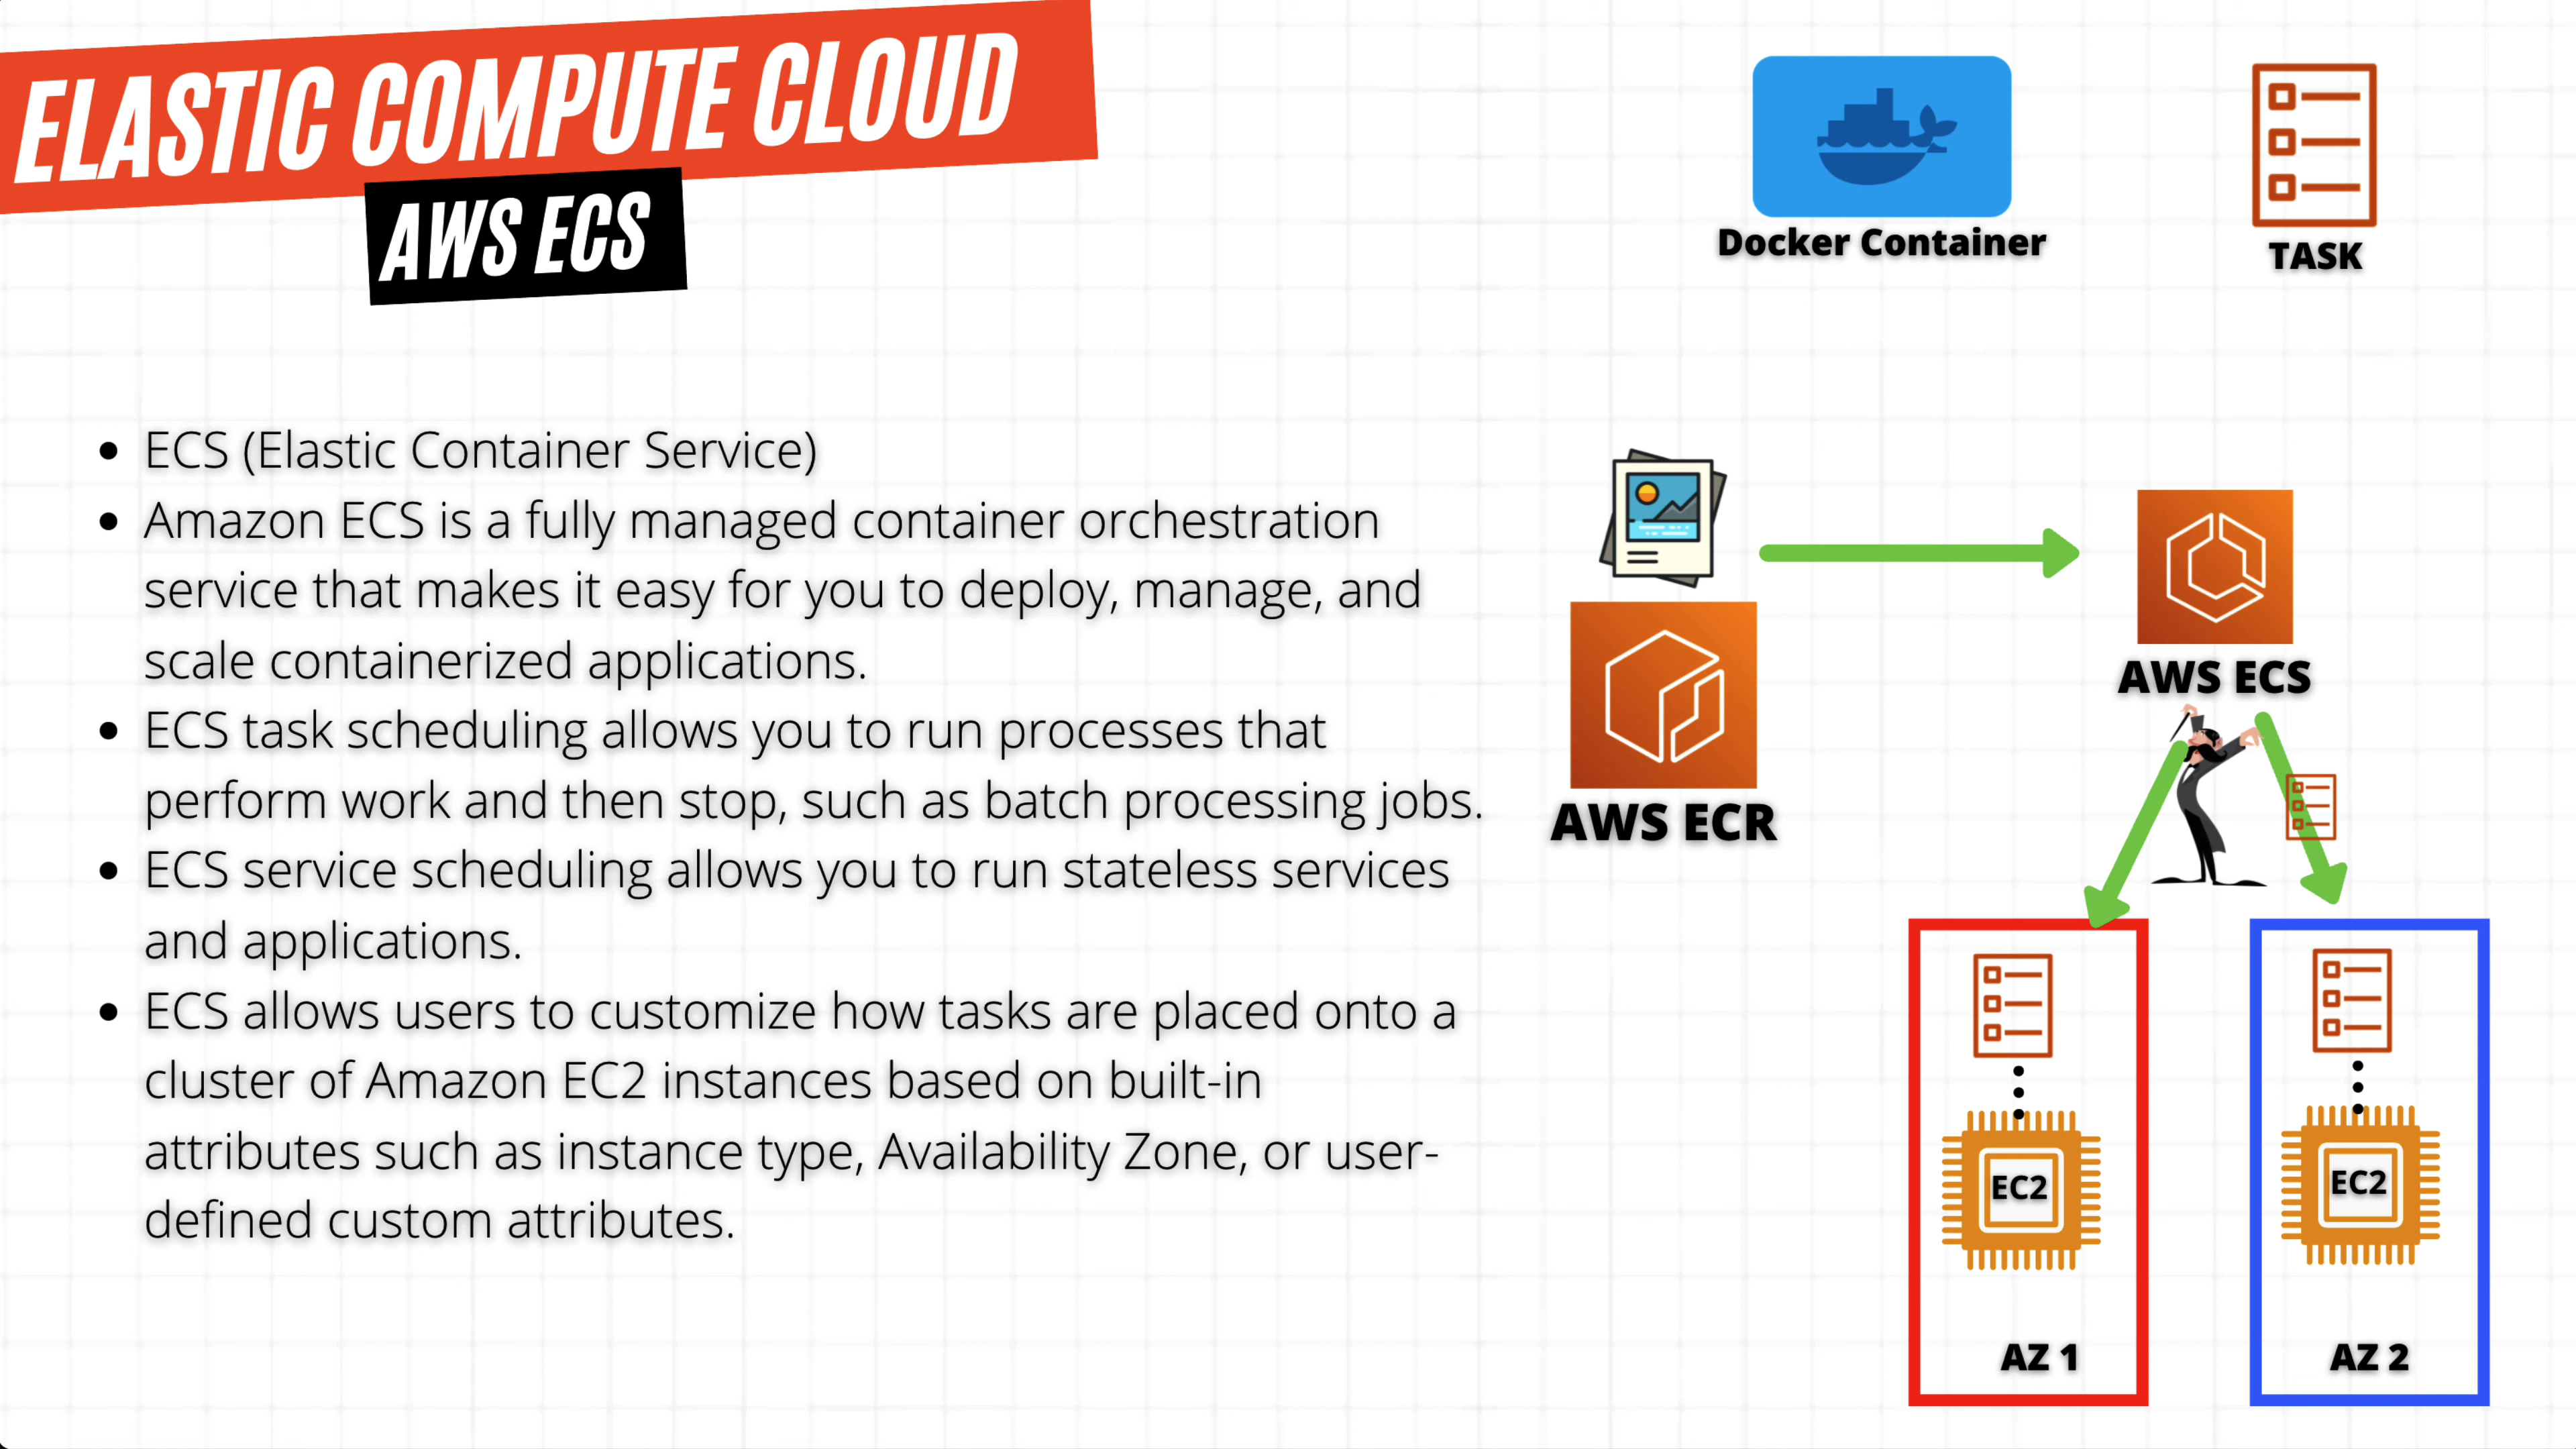 ELASTIC COMPUTE CLOUD
AWS ECS
Docker Container
TASK
• ECS (Elastic Container Service)
• Amazon ECS is a fully managed container orchestration
service that makes it easy for you to deploy, manage, and
scale containerized applications.
• ECS task scheduling allows you to run processes that
perform work and then stop, such as batch processing jobs.
• ECS service scheduling allows you to run stateless services
and applications.
• ECS allows users to customize how tasks are placed onto a
cluster of Amazon EC2 instances based on built-in
attributes such as instance type, Availability Zone, or user-
defined custom attributes.
AWS ECR
AWS ECS
EC2
AZ 1
EC2
AZ 2